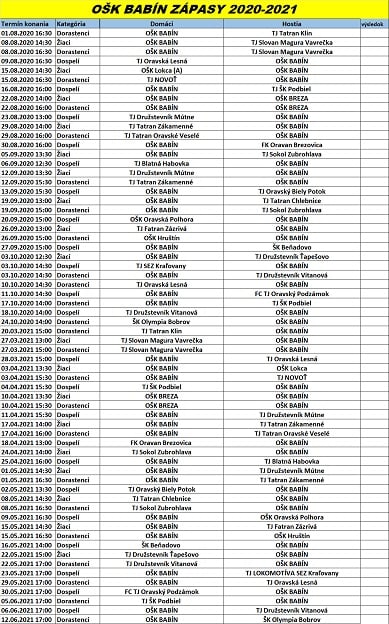 OŠK BABÍN ZÁPASY 2020-2021
Termín konania Kategória Domáci Hostia výsledok
01.08.2020 16:30 Dorastenci OŠK BABÍN TJ Tatran Klin
08.08.2020 14:30 Žiaci OŠK BABÍN TJ Slovan Magura Vavrečka
08.08.2020 16:30 Dorastenci OŠK BABÍN TJ Slovan Magura Vavrečka
09.08.2020 16:30 Dospelí TJ Oravská Lesná OŠK BABÍN
15.08.2020 14:30 Žiaci OŠK Lokca (A) OŠK BABÍN
15.08.2020 16:30 Dorastenci TJ NOVOŤ OŠK BABÍN
16.08.2020 16:30 Dospelí OŠK BABÍN TJ ŠK Podbiel
22.08.2020 14:00 Žiaci OŠK BABÍN OŠK BREZA
22.08.2020 16:00 Dorastenci OŠK BABÍN OŠK BREZA
23.08.2020 13:00 Dospelí TJ Družstevník Mútne OŠK BABÍN
29.08.2020 14:00 Žiaci TJ Tatran Zákamenné OŠK BABÍN
29.08.2020 16:00 Dorastenci TJ Tatran Oravské Veselé OŠK BABÍN
30.08.2020 16:00 Dospelí OŠK BABÍN FK Oravan Brezovica
05.09.2020 13:30 Žiaci OŠK BABÍN TJ Sokol Zubrohlava
06.09.2020 12:30 Dospelí TJ Blatná Habovka OŠK BABÍN
12.09.2020 13:30 Žiaci TJ Družstevník Mútne OŠK BABÍN
12.09.2020 15:30 Dorastenci TJ Tatran Zákamenné OŠK BABÍN
13.09.2020 15:30 Dospelí OŠK BABÍN TJ Oravský Biely Potok
19.09.2020 13:00 Žiaci OŠK BABÍN TJ Tatran Chlebnice
19.09.2020 15:00 Dorastenci OŠK BABÍN TJ Sokol Zubrohlava
20.09.2020 15:00 Dospelí OŠK Oravská Polhora OŠK BABÍN
26.09.2020 13:00 Žiaci TJ Fatran Zázrivá OŠK BABÍN
26.09.2020 15:00 Dorastenci OŠK Hruštín OŠK BABÍN
27.09.2020 15:00 Dospelí OŠK BABÍN ŠK Beňadovo
03.10.2020 12:30 Žiaci OŠK BABÍN TJ Družstevník Ťapešovo
03.10.2020 14:30 Dospelí TJ SEZ Kraľovany OŠK BABÍN
03.10.2020 14:30 Dorastenci OŠK BABÍN TJ Družstevník Vitanová
10.10.2020 14:30 Dorastenci TJ Oravská Lesná OŠK BABÍN
11.10.2020 14:30 Dospelí OŠK BABÍN FC TJ Oravský Podzámok
17.10.2020 14:00 Dorastenci OŠK BABÍN TJ ŠK Podbiel
18.10.2020 14:00 Dospelí TJ Družstevník Vitanová OŠK BABÍN
24.10.2020 14:00 Dorastenci ŠK Olympia Bobrov OŠK BABÍN
20.03.2021 15:00 Dorastenci TJ Tatran Klin OŠK BABÍN
27.03.2021 13:00 Žiaci TJ Slovan Magura Vavrečka OŠK BABÍN
27.03.2021 15:00 Dorastenci TJ Slovan Magura Vavrečka OŠK BABÍN
28.03.2021 15:00 Dospelí OŠK BABÍN TJ Oravská Lesná
03.04.2021 13:30 Žiaci OŠK BABÍN OŠK Lokca
03.04.2021 15:30 Dorastenci OŠK BABÍN TJ NOVOŤ
04.04.2021 15:30 Dospelí TJ ŠK Podbiel OŠK BABÍN
10.04.2021 13:30 Žiaci OŠK BREZA OŠK BABÍN
10.04.2021 15:30 Dorastenci OŠK BREZA OŠK BABÍN
11.04.2021 15:30 Dospelí OŠK BABÍN TJ Družstevník Mútne
17.04.2021 14:00 Žiaci OŠK BABÍN TJ Tatran Zákamenné
17.04.2021 16:00 Dorastenci OŠK BABÍN TJ Tatran Oravské Veselé
18.04.2021 13:00 Dospelí FK Oravan Brezovica OŠK BABÍN
24.04.2021 14:00 Žiaci TJ Sokol Zubrohlava OŠK BABÍN
25.04.2021 16:00 Dospelí OŠK BABÍN TJ Blatná Habovka
01.05.2021 14:30 Žiaci OŠK BABÍN TJ Družstevník Mútne
01.05.2021 16:30 Dorastenci OŠK BABÍN TJ Tatran Zákamenné
02.05.2021 13:30 Dospelí TJ Oravský Biely Potok OŠK BABÍN
08.05.2021 14:30 Žiaci TJ Tatran Chlebnice OŠK BABÍN
08.05.2021 16:30 Dorastenci TJ Sokol Zubrohlava OŠK BABÍN
09.05.2021 16:30 Dospelí OŠK BABÍN OŠK Oravská Polhora
15.05.2021 14:30 Žiaci OŠK BABÍN TJ Fatran Zázrivá
15.05.2021 16:30 Dorastenci OŠK BABÍN OŠK Hruštín
16.05.2021 14:00 Dospelí ŠK Beňadovo OŠK BABÍN
22.05.2021 15:00 Žiaci TJ Družstevník Ťapešovo OŠK BABÍN
22.05.2021 17:00 Dorastenci TJ Družstevník Vitanová OŠK BABÍN
23.05.2021 17:00 Dospelí OŠK BABÍN TJ LOKOMOTÍVA SEZ Kraľovany
29.05.2021 17:00 Dorastenci OŠK BABÍN TJ Oravská Lesná
30.05.2021 17:00 Dospelí FC TJ Oravský Podzámok OŠK BABÍN
05.06.2021 17:00 Dorastenci TJ ŠK Podbiel OŠK BABÍN
06.06.2021 17:00 Dospelí OŠK BABÍN TJ Družstevník Vitanová
12.06.2021 17:00 Dorastenci OŠK BABÍN ŠK Olympia Bobrov